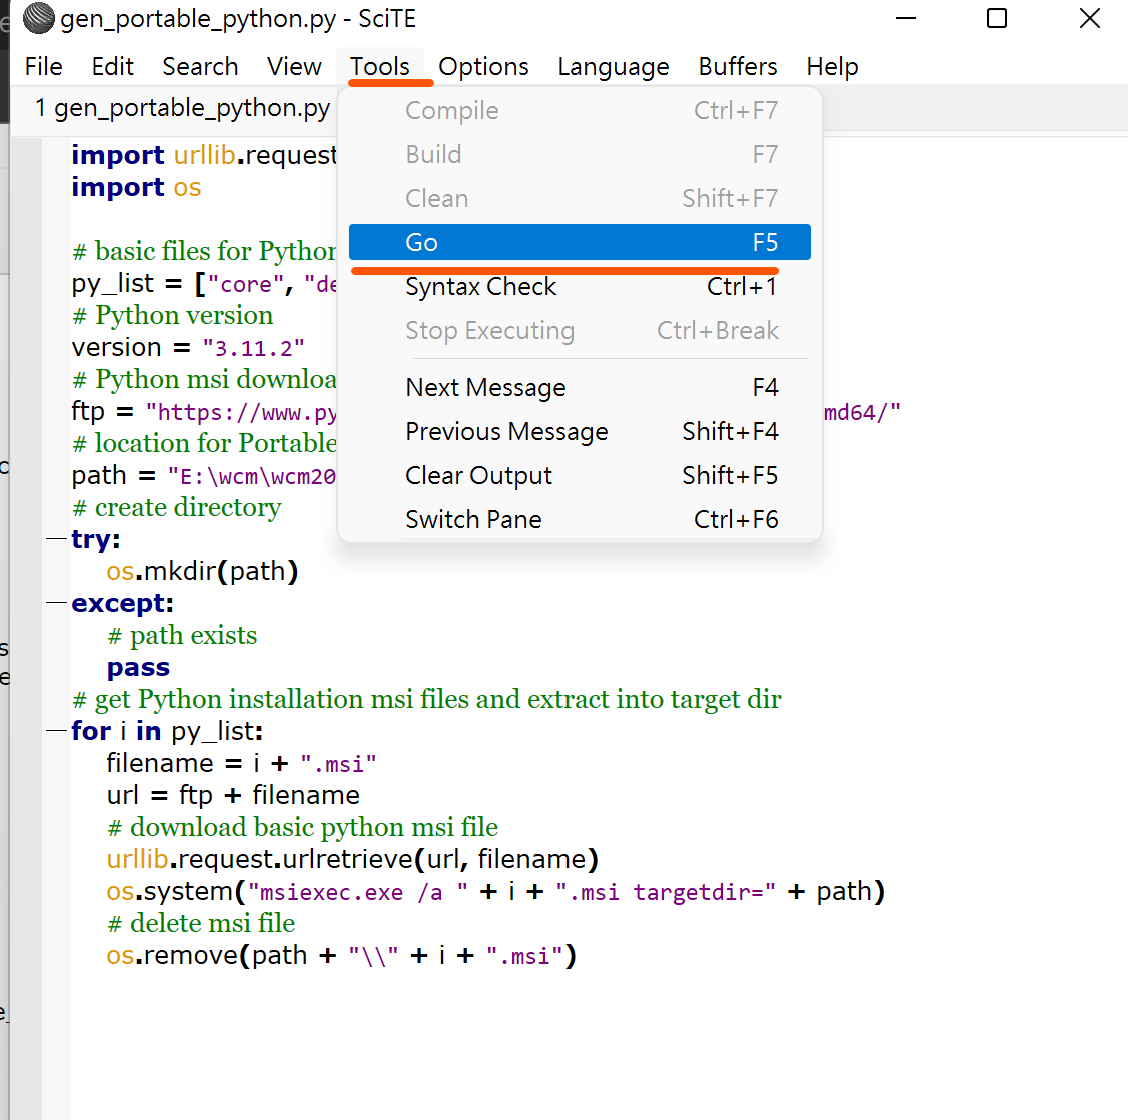 gen_portable_python.py - SciTE
File Edit Search View Tools Options Language Buffers Help
1 gen_portable_python.py
Compile Ctrl+F7
Build F7
Clean Shift+F7
Go F5
Syntax Check Ctrl+1
Stop Executing Ctrl+Break
Next Message F4
Previous Message Shift+F4
Clear Output Shift+F5
Switch Pane Ctrl+F6
import urllib.request
import os
# basic files for Python
py_list = ["core", "de
# Python version
version = "3.11.2"
# Python msi downloa
ftp = "https://www.py md64/"
# location for Portable
path = "E:\wcm\wcm20
# create directory
try:
os.mkdir(path)
except:
# path exists
pass
# get Python installation msi files and extract into target dir
for i in py_list:
filename = i + ".msi"
url = ftp + filename
# download basic python msi file
urllib.request.urlretrieve(url, filename)
os.system("msiexec.exe /a " + i + ".msi targetdir=" + path)
# delete msi file
os.remove(path + "\\" + i + ".msi")